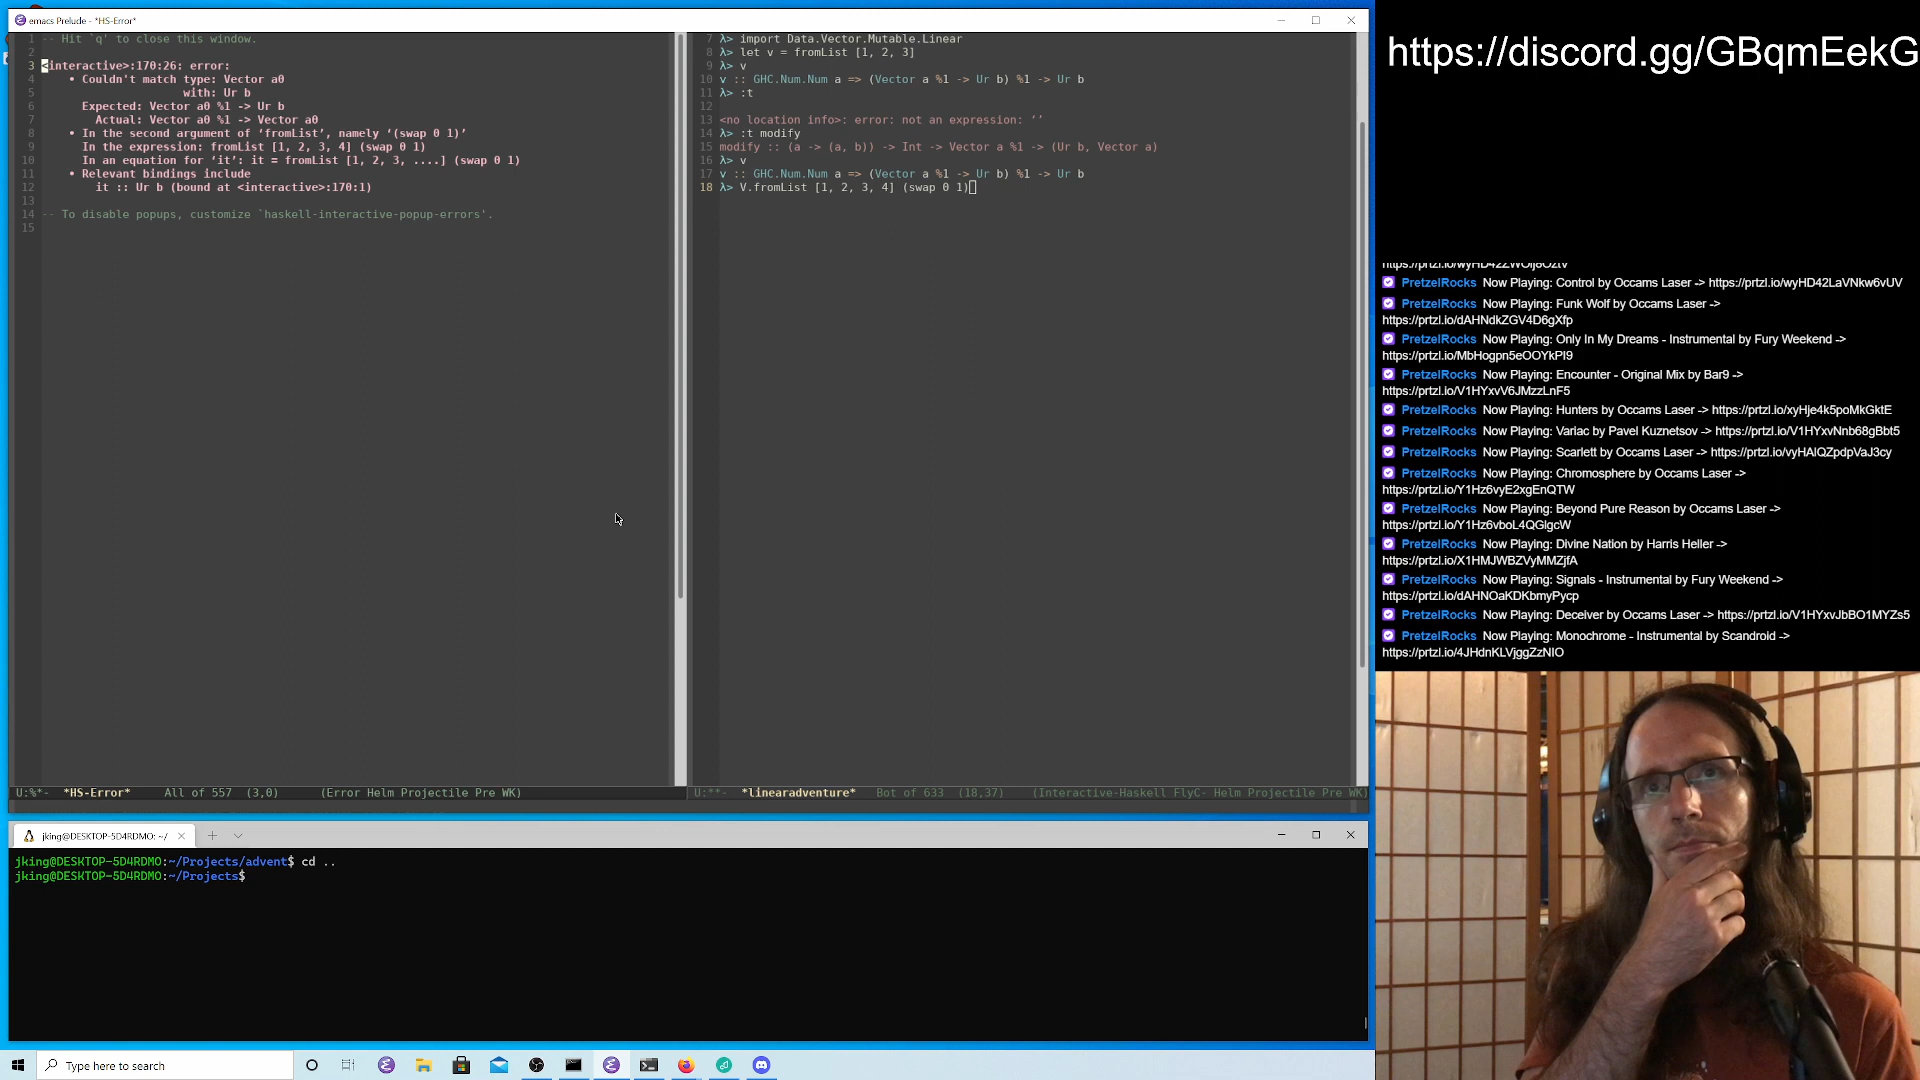 emacs Prelude - *HS-Error*
1 -- Hit `q' to close this window.
2
3 <interactive>:170:26: error:
4 • Couldn't match type: Vector a0
5 with: Ur b
6 Expected: Vector a0 %1 -> Ur b
7 Actual: Vector a0 %1 -> Vector a0
8 • In the second argument of ‘fromList’, namely ‘(swap 0 1)’
9 In the expression: fromList [1, 2, 3, 4] (swap 0 1)
10 In an equation for ‘it’: it = fromList [1, 2, 3, ....] (swap 0 1)
11 • Relevant bindings include
12 it :: Ur b (bound at <interactive>:170:1)
13
14 -- To disable popups, customize `haskell-interactive-popup-errors'.
15
U:%*- *HS-Error* All of 557 (3,0) (Error Helm Projectile Pre WK)
7 λ> import Data.Vector.Mutable.Linear
8 λ> let v = fromList [1, 2, 3]
9 λ> v
10 v :: GHC.Num.Num a => (Vector a %1 -> Ur b) %1 -> Ur b
11 λ> :t
12
13 <no location info>: error: not an expression: ‘’
14 λ> :t modify
15 modify :: (a -> (a, b)) -> Int -> Vector a %1 -> (Ur b, Vector a)
16 λ> v
17 v :: GHC.Num.Num a => (Vector a %1 -> Ur b) %1 -> Ur b
18 λ> V.fromList [1, 2, 3, 4] (swap 0 1)
U:**- *linearadventure* Bot of 633 (18,37) (Interactive-Haskell FlyC- Helm Projectile Pre WK)
jking@DESKTOP-5D4RDMO: ~/
jking@DESKTOP-5D4RDMO:~/Projects/advent$ cd ..
jking@DESKTOP-5D4RDMO:~/Projects$
Type here to search
https://discord.gg/GBqmEekG
PretzelRocks Now Playing: Control by Occams Laser -> https://prtzl.io/wyHD42LaVNkw6vUV
PretzelRocks Now Playing: Funk Wolf by Occams Laser ->
https://prtzl.io/dAHNdkZGV4D6gXfp
PretzelRocks Now Playing: Only In My Dreams - Instrumental by Fury Weekend ->
https://prtzl.io/MbHogpn5eOOYkPl9
PretzelRocks Now Playing: Encounter - Original Mix by Bar9 ->
https://prtzl.io/V1HYxvV6JMzzLnF5
PretzelRocks Now Playing: Hunters by Occams Laser -> https://prtzl.io/xyHje4k5poMkGktE
PretzelRocks Now Playing: Variac by Pavel Kuznetsov -> https://prtzl.io/V1HYxvNnb68gBbt5
PretzelRocks Now Playing: Scarlett by Occams Laser -> https://prtzl.io/vyHAlQZpdpVaJ3cy
PretzelRocks Now Playing: Chromosphere by Occams Laser ->
https://prtzl.io/Y1Hz6vyE2xgEnQTW
PretzelRocks Now Playing: Beyond Pure Reason by Occams Laser ->
https://prtzl.io/Y1Hz6vboL4QGlgcW
PretzelRocks Now Playing: Divine Nation by Harris Heller ->
https://prtzl.io/X1HMJWBZVyMMZjfA
PretzelRocks Now Playing: Signals - Instrumental by Fury Weekend ->
https://prtzl.io/dAHNOaKDKbmyPycp
PretzelRocks Now Playing: Deceiver by Occams Laser -> https://prtzl.io/V1HYxvJbBO1MYZs5
PretzelRocks Now Playing: Monochrome - Instrumental by Scandroid ->
https://prtzl.io/4JHdnKLVjggZzNIO